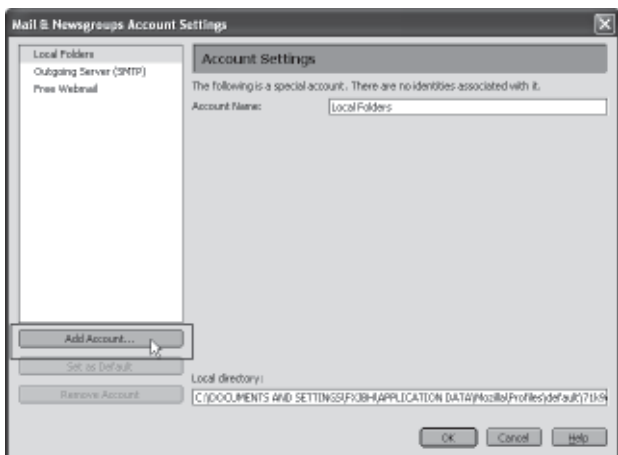 Mail & Newsgroups Account Settings
Local Folders
Outgoing Server (SMTP)
Free Webmail
Account Settings
The following is a special account. There are no identities associated with it.
Account Name:
Local Folders
Add Account...
Set as Default
Remove Account
Local directory:
C:\DOCUMENTS AND SETTINGS\ \APPLICATION DATA\Mozilla\Profiles\default\
OK
Cancel
Help